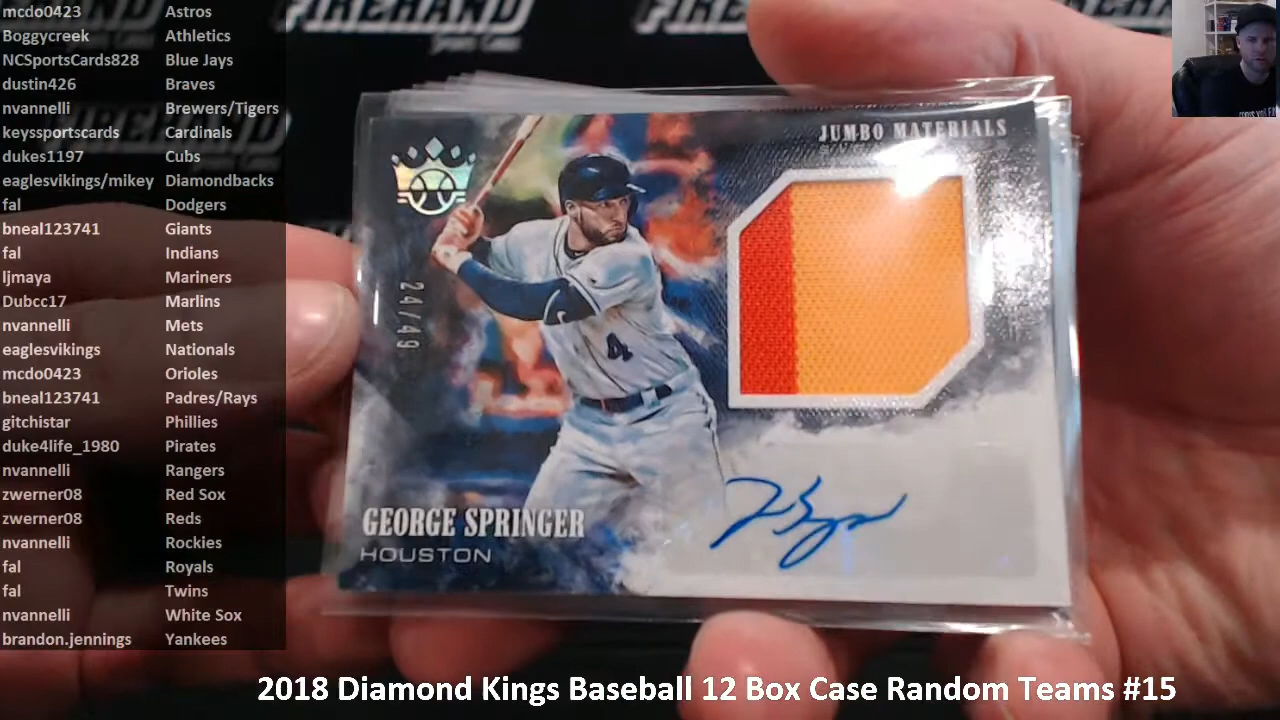 mcdo0423 Astros
Boggycreek Athletics
NCSportsCards828 Blue Jays
dustin426 Braves
nvannelli Brewers/Tigers
keyssportscards Cardinals
dukes1197 Cubs
eaglesvikings/mikey Diamondbacks
fal Dodgers
bneal123741 Giants
fal Indians
ljmaya Mariners
Dubcc17 Marlins
nvannelli Mets
eaglesvikings Nationals
mcdo0423 Orioles
bneal123741 Padres/Rays
gitchistar Phillies
duke4life_1980 Pirates
nvannelli Rangers
zwerner08 Red Sox
zwerner08 Reds
nvannelli Rockies
fal Royals
fal Twins
nvannelli White Sox
brandon.jennings Yankees
FIREHAND
JUMBO MATERIALS
24/49
4
GEORGE SPRINGER
HOUSTON
2018 Diamond Kings Baseball 12 Box Case Random Teams #15